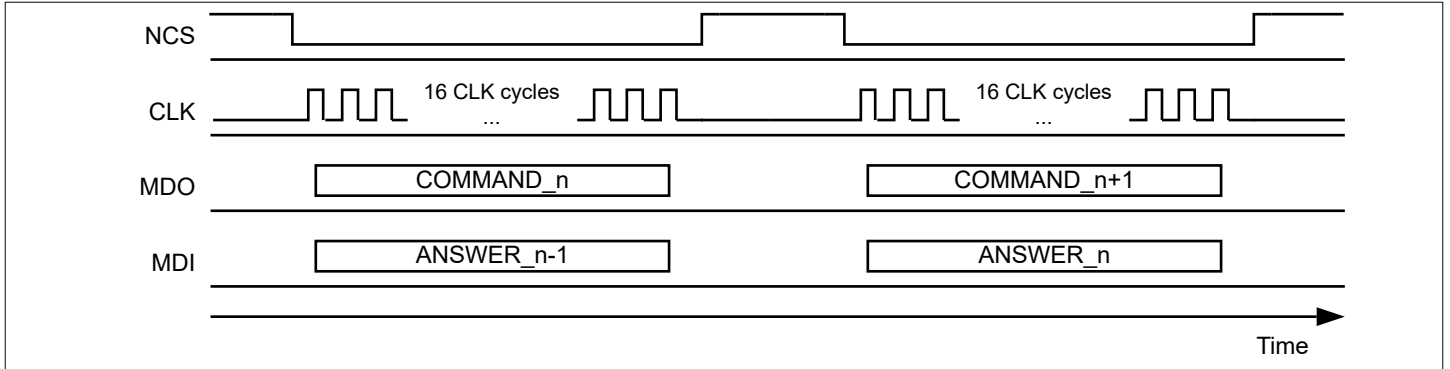 NCS
CLK
16 CLK cycles
...
16 CLK cycles
...
MDO
COMMAND_n
COMMAND_n+1
MDI
ANSWER_n-1
ANSWER_n
Time